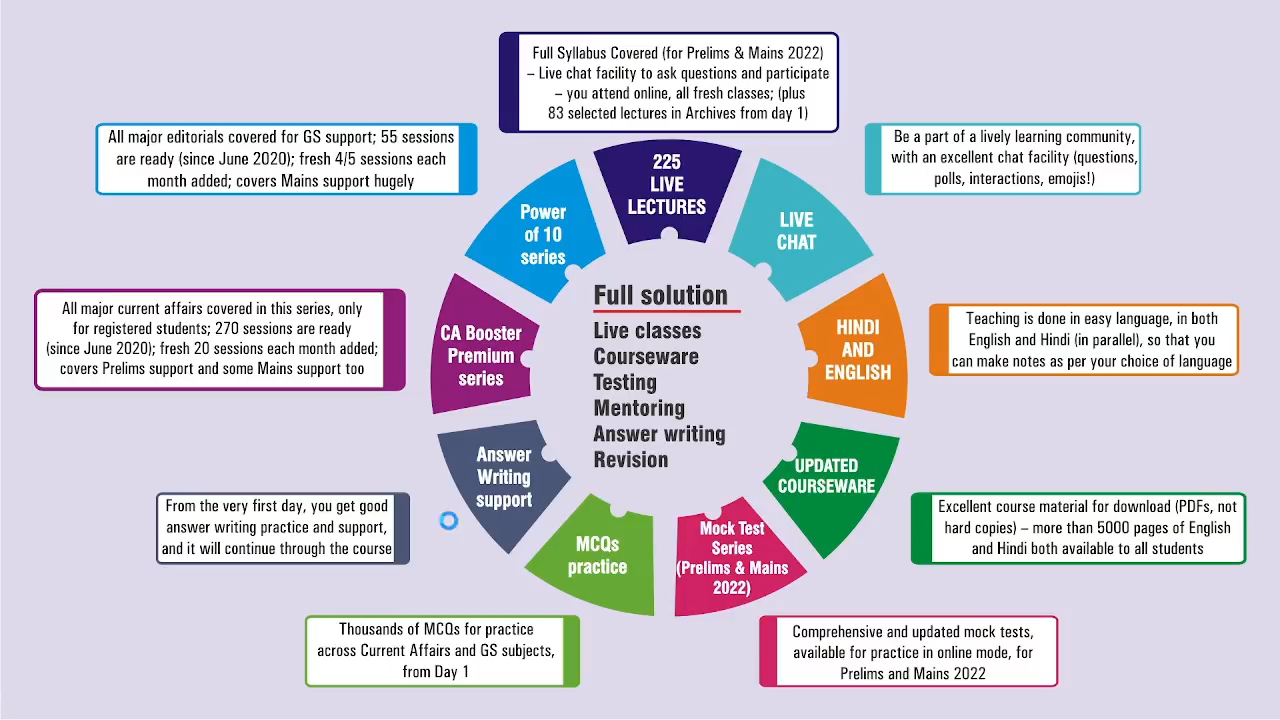 Full Syllabus Covered (for Prelims & Mains 2022)
– Live chat facility to ask questions and participate
– you attend online, all fresh classes; (plus
83 selected lectures in Archives from day 1)
All major editorials covered for GS support; 55 sessions
are ready (since June 2020); fresh 4/5 sessions each
month added; covers Mains support hugely
Be a part of a lively learning community,
with an excellent chat facility (questions,
polls, interactions, emojis!)
225
LIVE
LECTURES
Power
of 10
series
LIVE
CHAT
All major current affairs covered in this series, only
for registered students; 270 sessions are ready
(since June 2020); fresh 20 sessions each month added;
covers Prelims support and some Mains support too
CA Booster
Premium
series
Full solution
Live classes
Courseware
Testing
Mentoring
Answer writing
Revision
HINDI
AND
ENGLISH
Teaching is done in easy language, in both
English and Hindi (in parallel), so that you
can make notes as per your choice of language
Answer
Writing
support
UPDATED
COURSEWARE
From the very first day, you get good
answer writing practice and support,
and it will continue through the course
Excellent course material for download (PDFs, not
hard copies) – more than 5000 pages of English
and Hindi both available to all students
MCQs
practice
Mock Test
Series
(Prelims & Mains
2022)
Thousands of MCQs for practice
across Current Affairs and GS subjects,
from Day 1
Comprehensive and updated mock tests,
available for practice in online mode, for
Prelims and Mains 2022